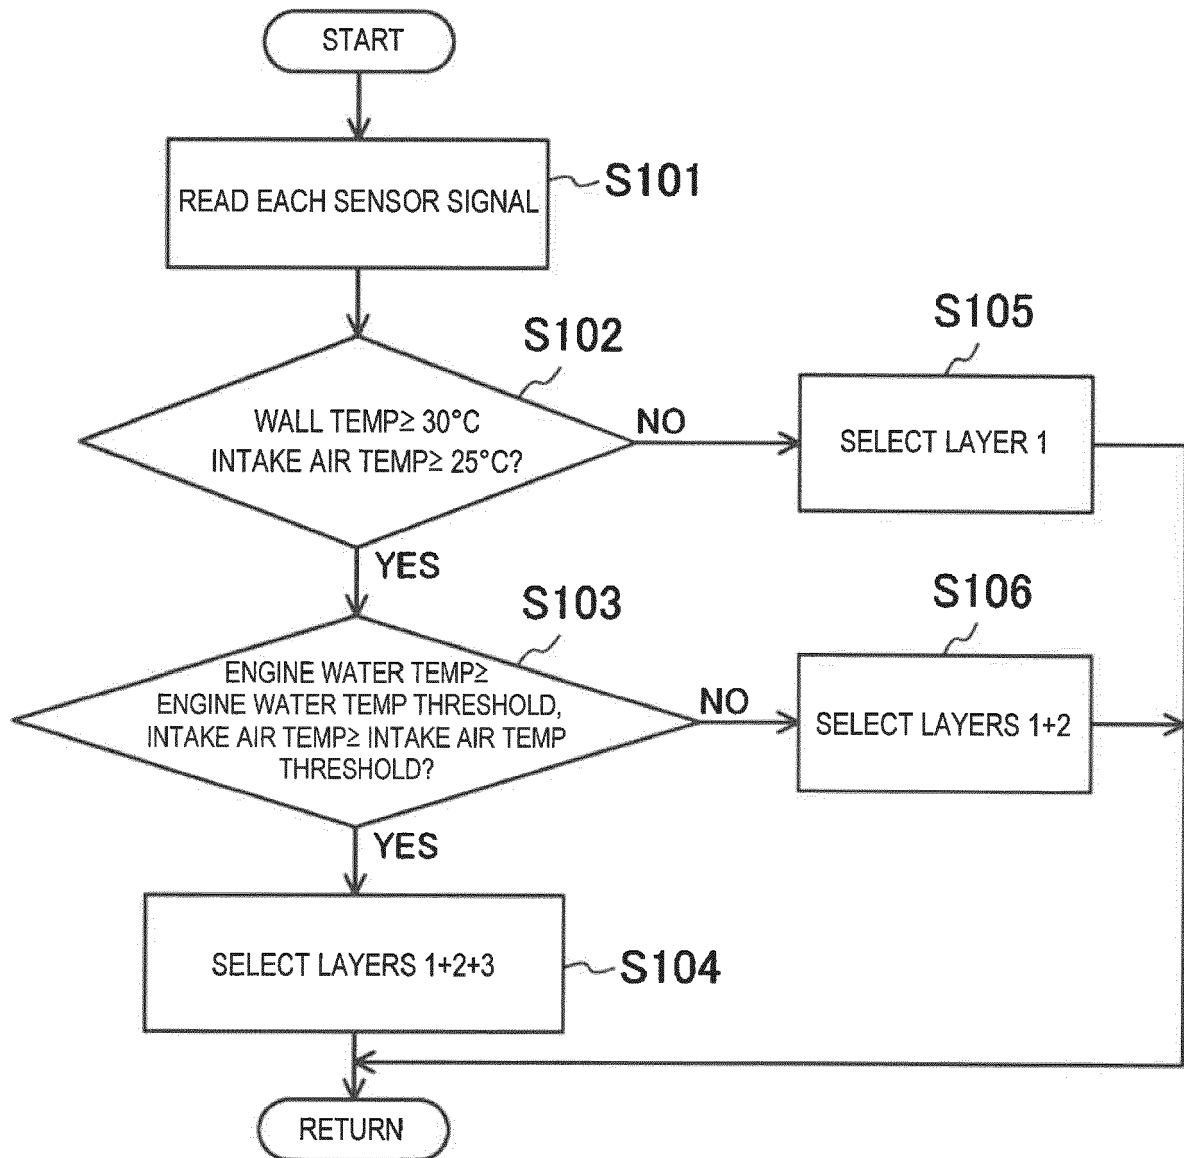 START
READ EACH SENSOR SIGNAL
S101
S102
WALL TEMP≥ 30°C
INTAKE AIR TEMP≥ 25°C?
NO
S105
SELECT LAYER 1
YES
S103
ENGINE WATER TEMP≥
ENGINE WATER TEMP THRESHOLD,
INTAKE AIR TEMP≥ INTAKE AIR TEMP
THRESHOLD?
NO
S106
SELECT LAYERS 1+2
YES
SELECT LAYERS 1+2+3
S104
RETURN